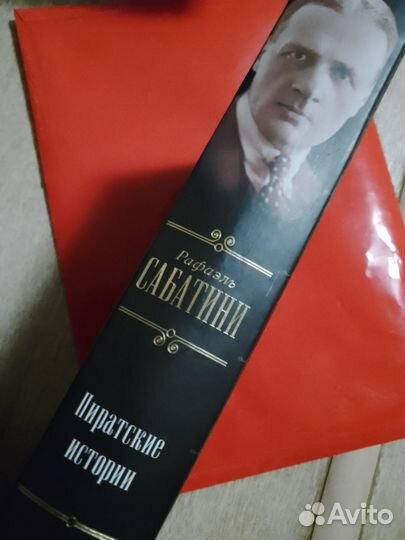 Рафаэль
САБАТИНИ
Пиратские
истории
Avito